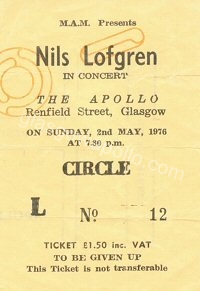 M.A.M. Presents
Nils Lofgren
IN CONCERT
THE APOLLO
Renfield Street, Glasgow
ON SUNDAY, 2nd MAY, 1976
AT 7.30 p.m.
CIRCLE
L No 12
TICKET £1.50 inc. VAT
TO BE GIVEN UP
This Ticket is not transferable